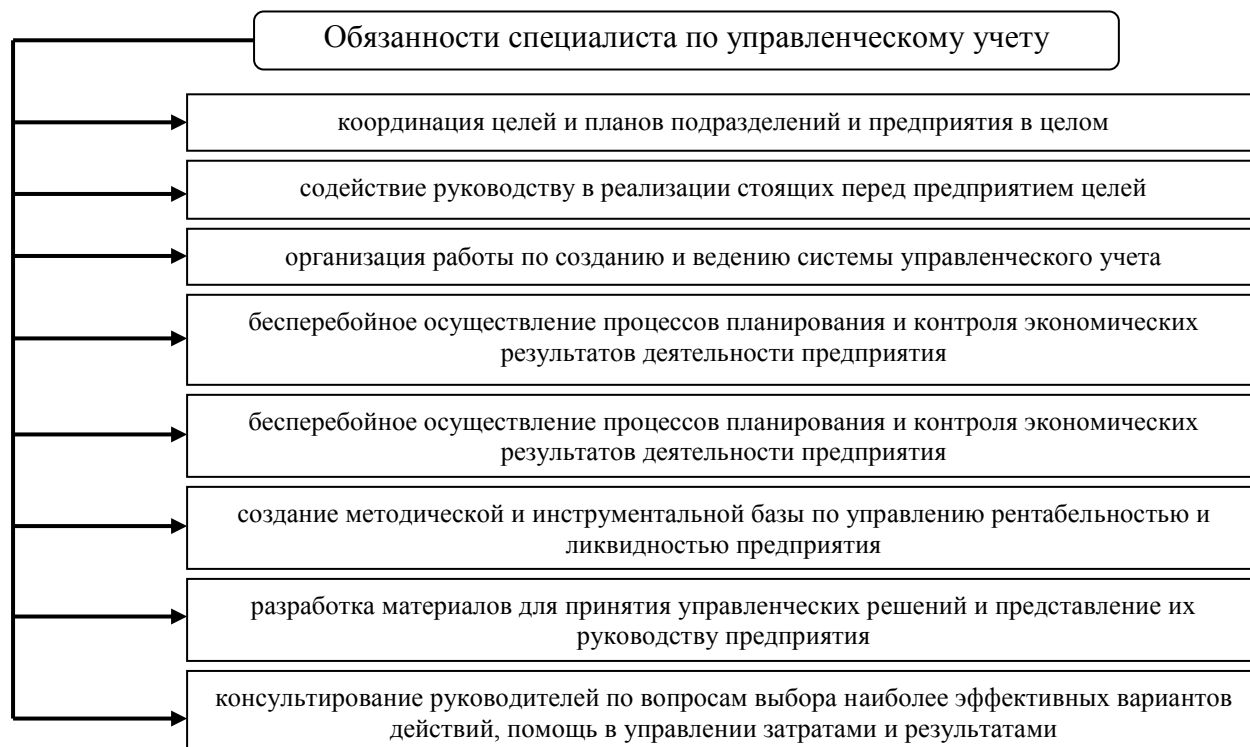 Обязанности специалиста по управленческому учету
координация целей и планов подразделений и предприятия в целом
содействие руководству в реализации стоящих перед предприятием целей
организация работы по созданию и ведению системы управленческого учета
бесперебойное осуществление процессов планирования и контроля экономических
результатов деятельности предприятия
бесперебойное осуществление процессов планирования и контроля экономических
результатов деятельности предприятия
создание методической и инструментальной базы по управлению рентабельностью и
ликвидностью предприятия
разработка материалов для принятия управленческих решений и представление их
руководству предприятия
консультирование руководителей по вопросам выбора наиболее эффективных вариантов
действий, помощь в управлении затратами и результатами